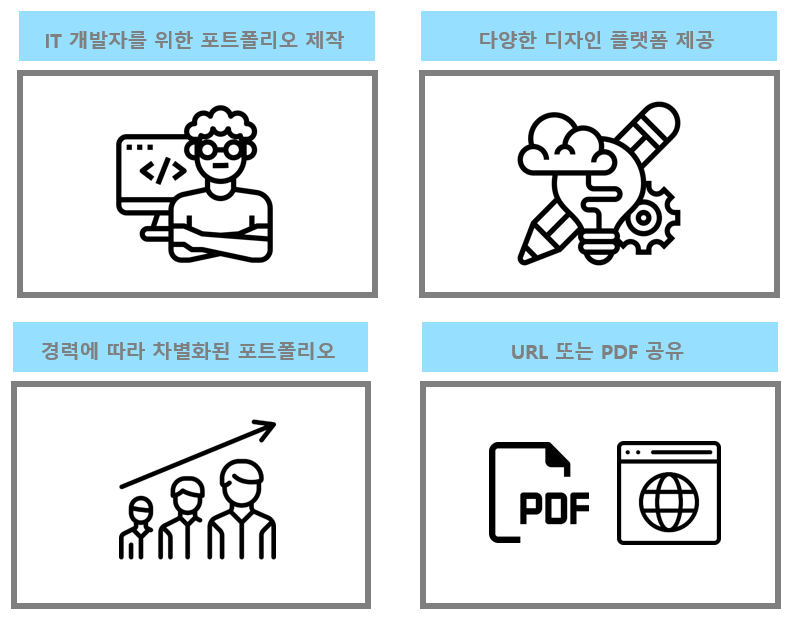 IT 개발자를 위한 포트폴리오 제작
다양한 디자인 플랫폼 제공
</>
경력에 따라 차별화된 포트폴리오
URL 또는 PDF 공유
PDF